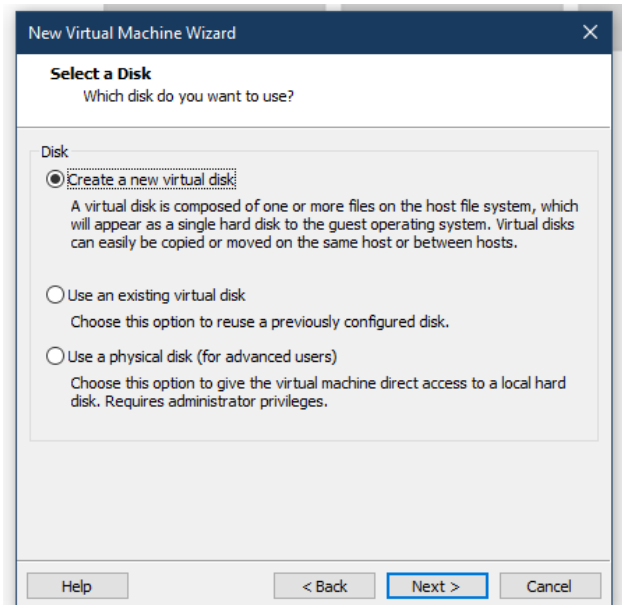 New Virtual Machine Wizard
Select a Disk
Which disk do you want to use?
Disk
Create a new virtual disk
A virtual disk is composed of one or more files on the host file system, which
will appear as a single hard disk to the guest operating system. Virtual disks
can easily be copied or moved on the same host or between hosts.
Use an existing virtual disk
Choose this option to reuse a previously configured disk.
Use a physical disk (for advanced users)
Choose this option to give the virtual machine direct access to a local hard
disk. Requires administrator privileges.
Help < Back Next > Cancel